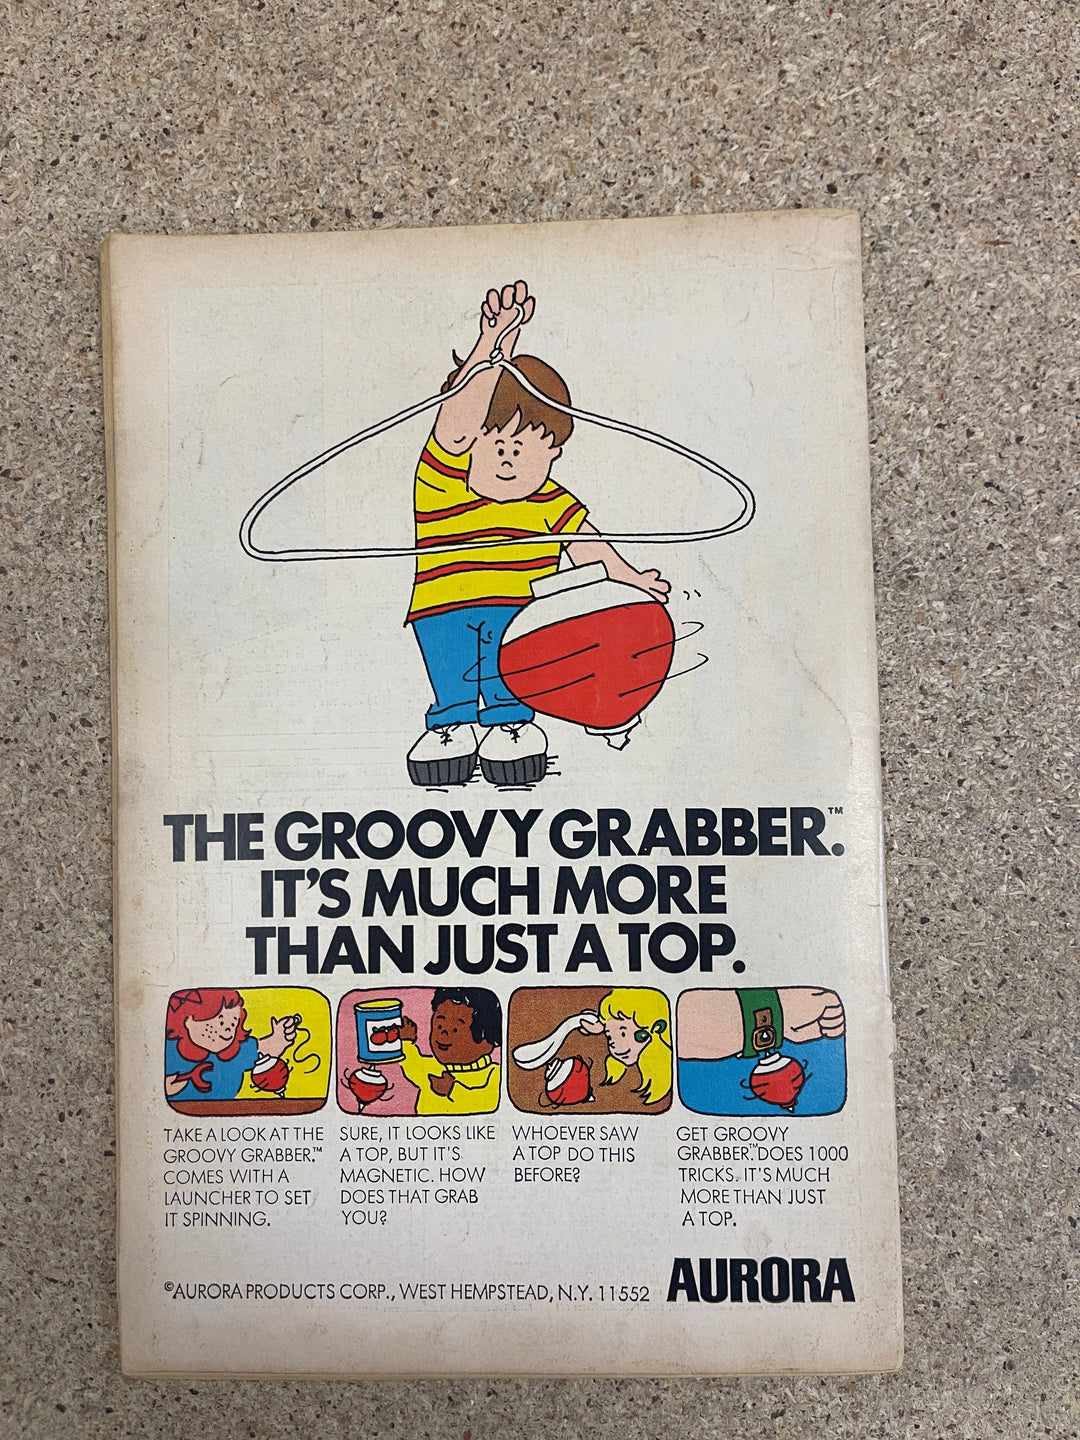 THE GROOVY GRABBER.™
IT'S MUCH MORE
THAN JUST A TOP.
TAKE A LOOK AT THE
GROOVY GRABBER.™
COMES WITH A
LAUNCHER TO SET
IT SPINNING.
SURE, IT LOOKS LIKE
A TOP, BUT IT'S
MAGNETIC. HOW
DOES THAT GRAB
YOU?
WHOEVER SAW
A TOP DO THIS
BEFORE?
GET GROOVY
GRABBER.™ DOES 1000
TRICKS. IT'S MUCH
MORE THAN JUST
A TOP.
©AURORA PRODUCTS CORP., WEST HEMPSTEAD, N.Y. 11552
AURORA